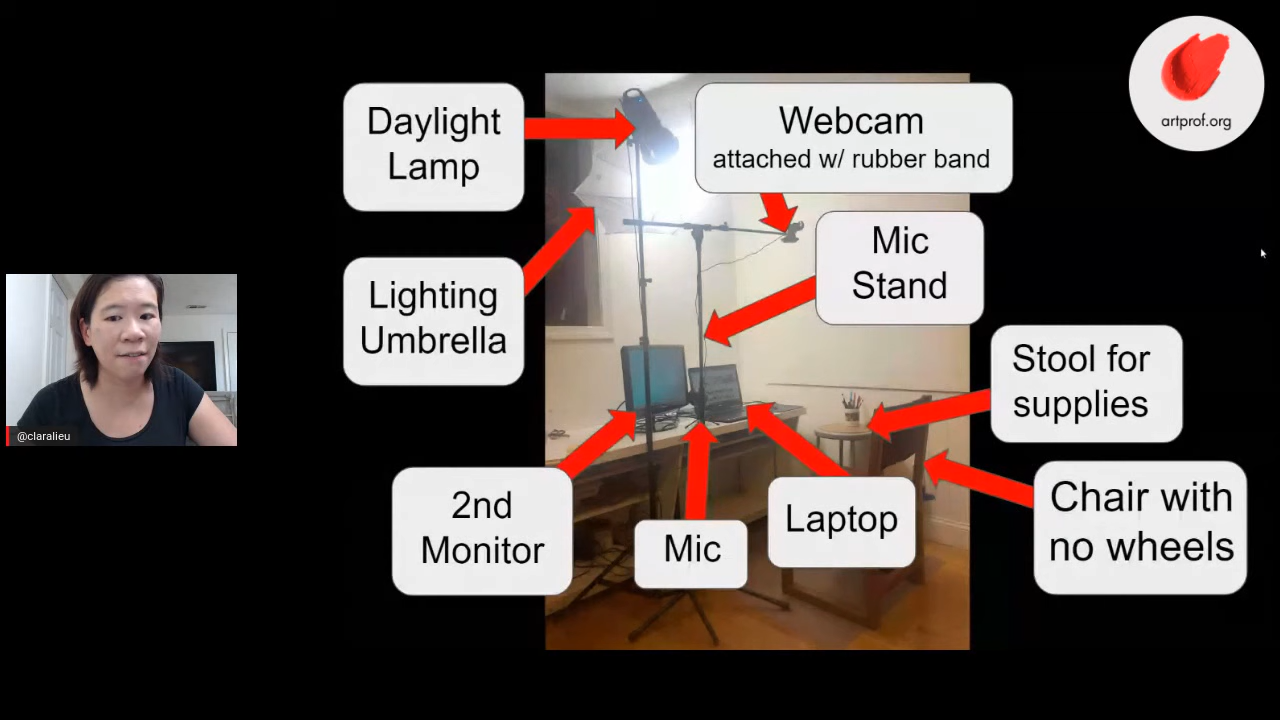 artprof.org
Daylight
Lamp
Webcam
attached w/ rubber band
Mic
Stand
Lighting
Umbrella
Stool for
supplies
@claralieu
2nd
Monitor
Mic
Laptop
Chair with
no wheels